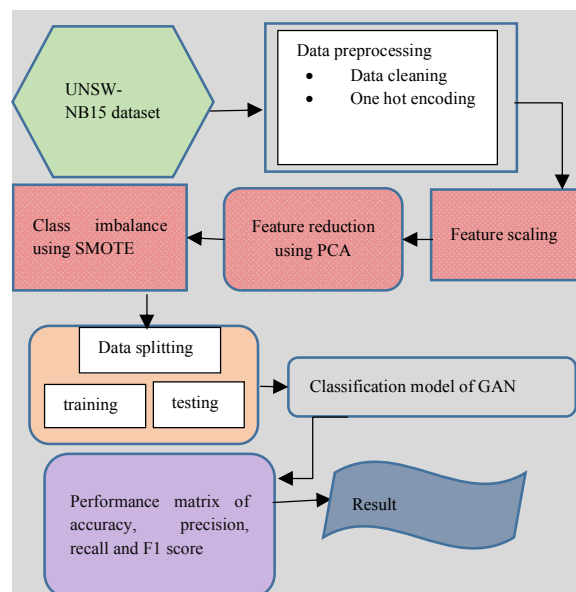 UNSW-
NB15 dataset
Data preprocessing
• Data cleaning
• One hot encoding
Feature scaling
Feature reduction
using PCA
Class imbalance
using SMOTE
Data splitting
training
testing
Classification model of GAN
Performance matrix of
accuracy, precision,
recall and F1 score
Result